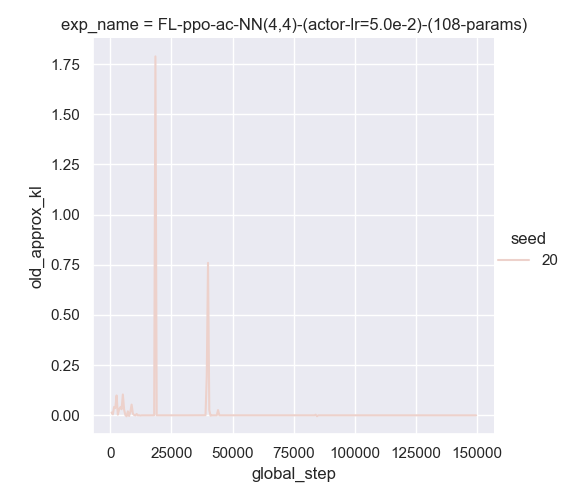 exp_name = FL-ppo-ac-NN(4,4)-(actor-lr=5.0e-2)-(108-params)
1.75
1.50
1.25
1.00
0.75
0.50
0.25
0.00
old_approx_kl
seed
20
0 25000 50000 75000 100000 125000 150000
global_step